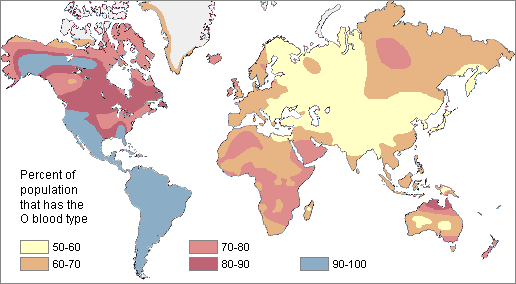 Percent of
population
that has the
O blood type
50-60
60-70
70-80
80-90
90-100